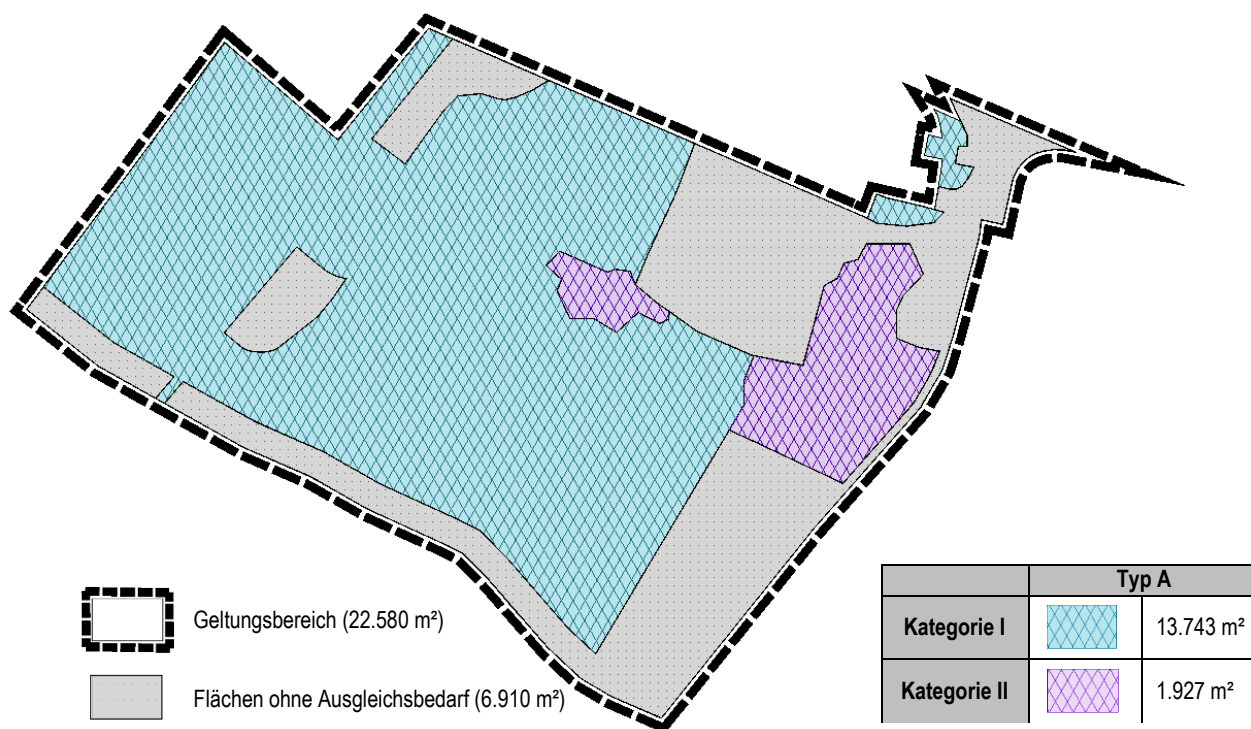 Geltungsbereich (22.580 m²)
Flächen ohne Ausgleichsbedarf (6.910 m²)
Typ A
Kategorie I 13.743 m²
Kategorie II 1.927 m²